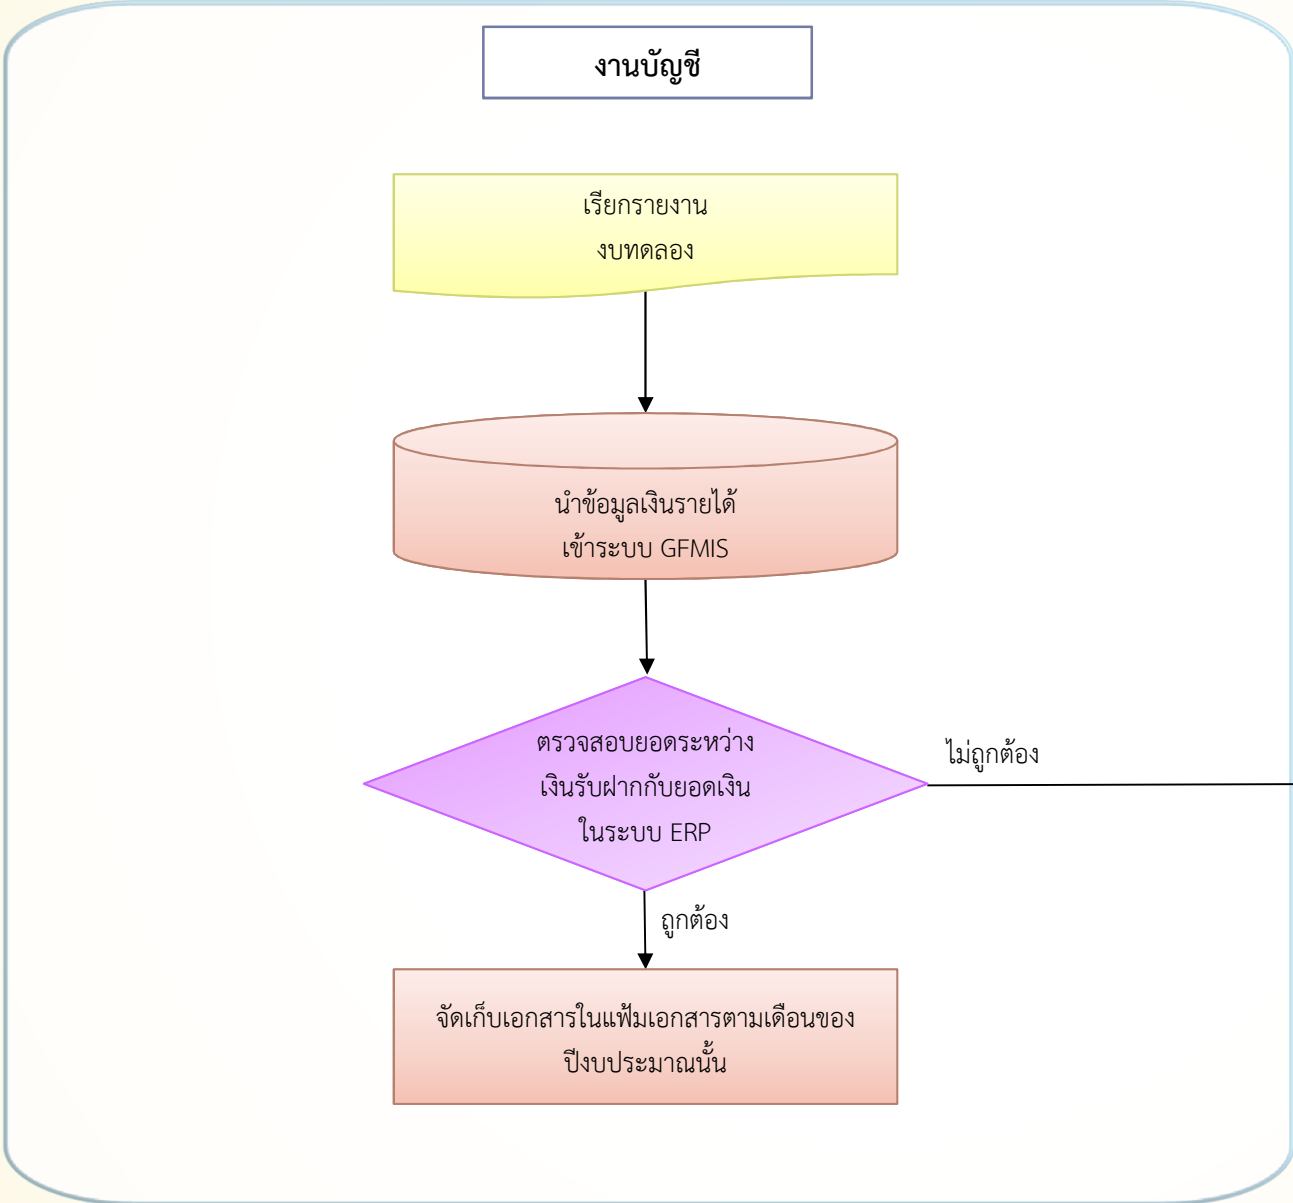 งานบัญชี
เรียกรายงาน
งบทดลอง
นำข้อมูลเงินรายได้
เข้าระบบ GFMIS
ตรวจสอบยอดระหว่าง
เงินรับฝากกับยอดเงิน
ในระบบ ERP
ไม่ถูกต้อง
ถูกต้อง
จัดเก็บเอกสารในแฟ้มเอกสารตามเดือนของ
ปีงบประมาณนั้น